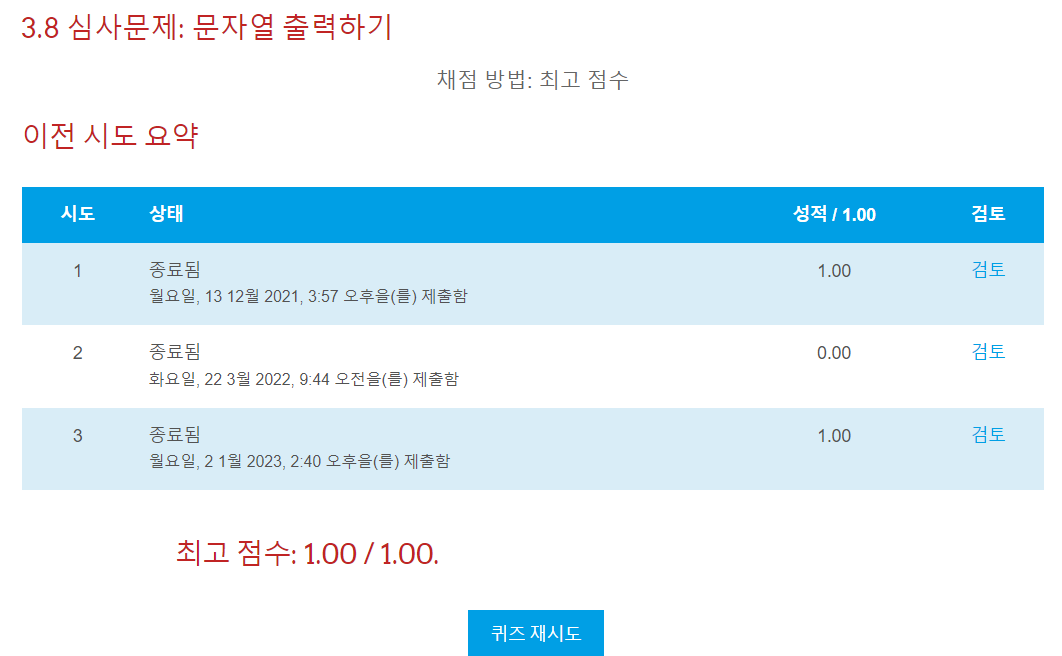 3.8 심사문제: 문자열 출력하기
채점 방법: 최고 점수
이전 시도 요약
시도 상태 성적 / 1.00 검토
1 종료됨 1.00 검토
월요일, 13 12월 2021, 3:57 오후을(를) 제출함
2 종료됨 0.00 검토
화요일, 22 3월 2022, 9:44 오전을(를) 제출함
3 종료됨 1.00 검토
월요일, 2 1월 2023, 2:40 오후을(를) 제출함
최고 점수: 1.00 / 1.00.
퀴즈 재시도